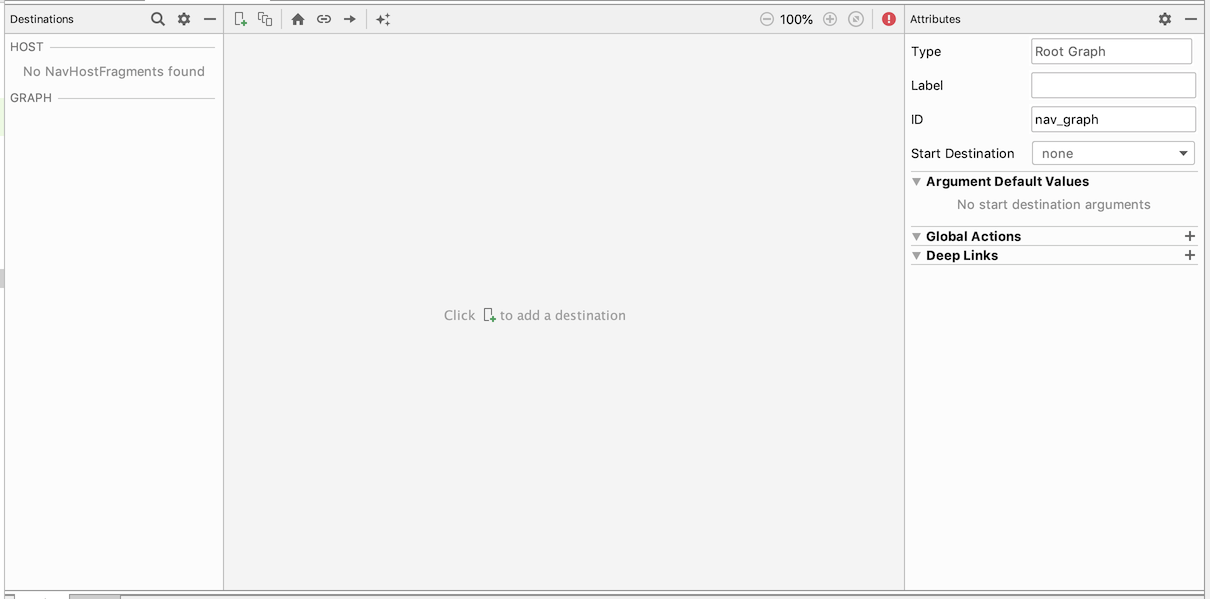 Destinations
100%
Attributes
HOST
No NavHostFragments found
GRAPH
Click to add a destination
Type
Root Graph
Label
ID
nav_graph
Start Destination
none
Argument Default Values
No start destination arguments
Global Actions
Deep Links